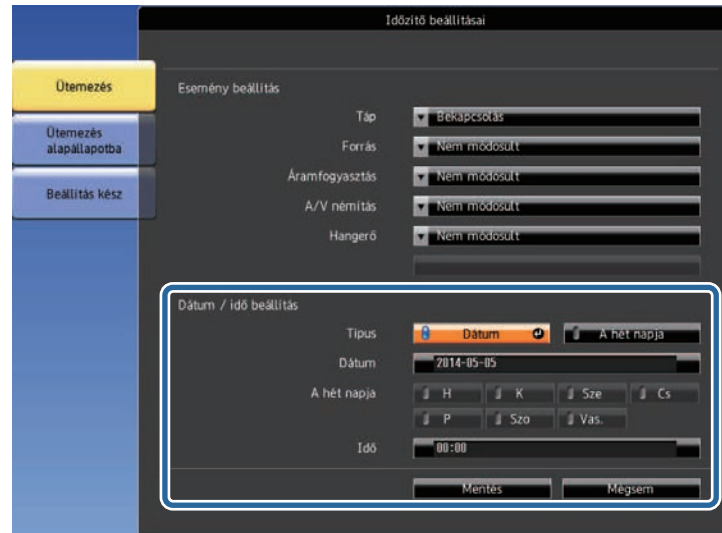 Időzítő beállításai
Ütemezés
Ütemezés
alapállapotba
Beállítás kész
Esemény beállítás
Táp Bekapcsolás
Forrás Nem módosult
Áramfogyasztás Nem módosult
A/V némítás Nem módosult
Hangerő Nem módosult
Dátum / idő beállítás
Típus Dátum A hét napja
Dátum 2014-05-05
A hét napja H K Sze Cs
P Szo Vas.
Idő 00:00
Mentés Mégsem